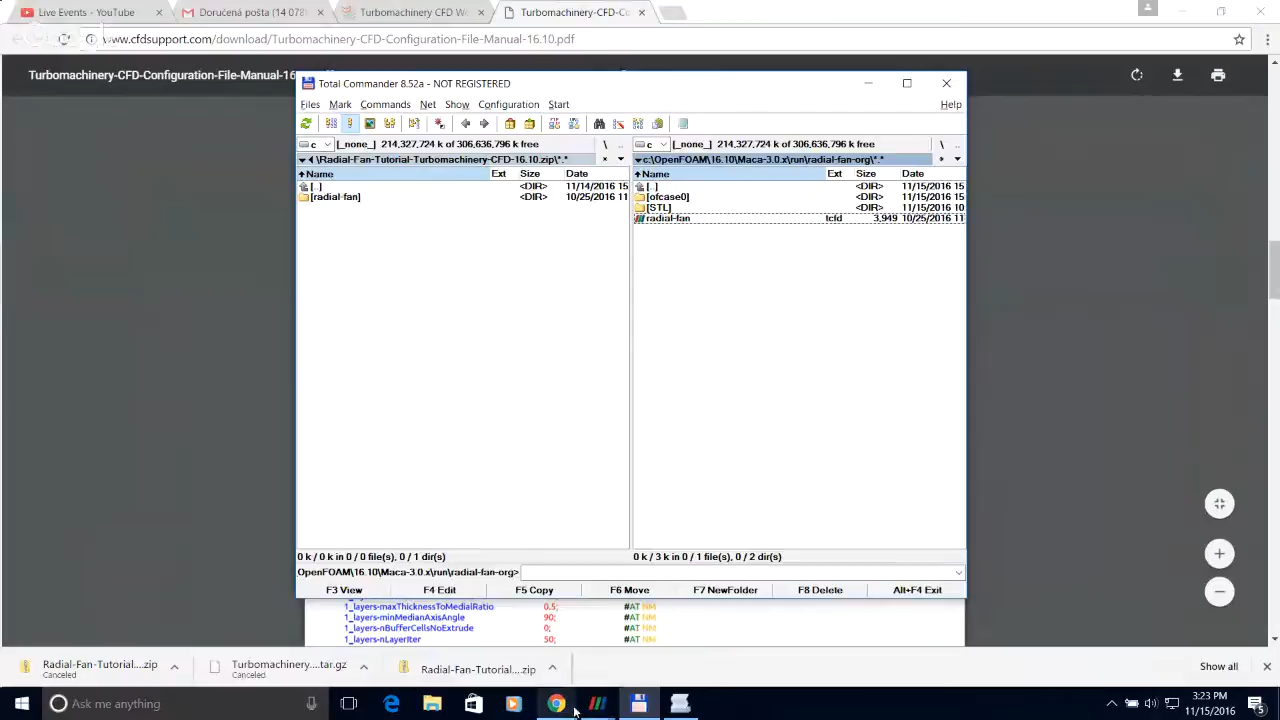 Live Events - YouTube
Doručená pošta (14 078)
Turbomachinery CFD W
Turbomachinery-CFD-Co
www.cfdsupport.com/download/Turbomachinery-CFD-Configuration-File-Manual-16.10.pdf
Turbomachinery-CFD-Configuration-File-Manual-16
Total Commander 8.52a - NOT REGISTERED
Files Mark Commands Net Show Configuration Start Help
c [_none_] 214,327,724 k of 306,636,796 k free \ ..
c [_none_] 214,327,724 k of 306,636,796 k free \ ..
\Radial-Fan-Tutorial-Turbomachinery-CFD-16.10.zip\*.*
c:\OpenFOAM\16.10\Maca-3.0.x\run\radial-fan-org\*.*
Name Ext Size Date
[..] <DIR> 11/14/2016 15
[radial-fan] <DIR> 10/25/2016 11
Name Ext Size Date
[..] <DIR> 11/15/2016 15
[ofcase0] <DIR> 11/15/2016 15
[STL] <DIR> 11/15/2016 10
radial-fan tcfd 3,949 10/25/2016 11
0 k / 0 k in 0 / 0 file(s), 0 / 1 dir(s)
0 k / 3 k in 0 / 1 file(s), 0 / 2 dir(s)
OpenFOAM\16.10\Maca-3.0.x\run\radial-fan-org>
F3 View F4 Edit F5 Copy F6 Move F7 NewFolder F8 Delete Alt+F4 Exit
1_layers-maxThicknessToMedialRatio 0.5; #AT NM
1_layers-minMedianAxisAngle 90; #AT NM
1_layers-nBufferCellsNoExtrude 0; #AT NM
1_layers-nLayerIter 50; #AT NM
Radial-Fan-Tutorial....zip
Canceled
Turbomachinery....tar.gz
Canceled
Radial-Fan-Tutorial....zip
Show all
Ask me anything
3:23 PM
11/15/2016
5